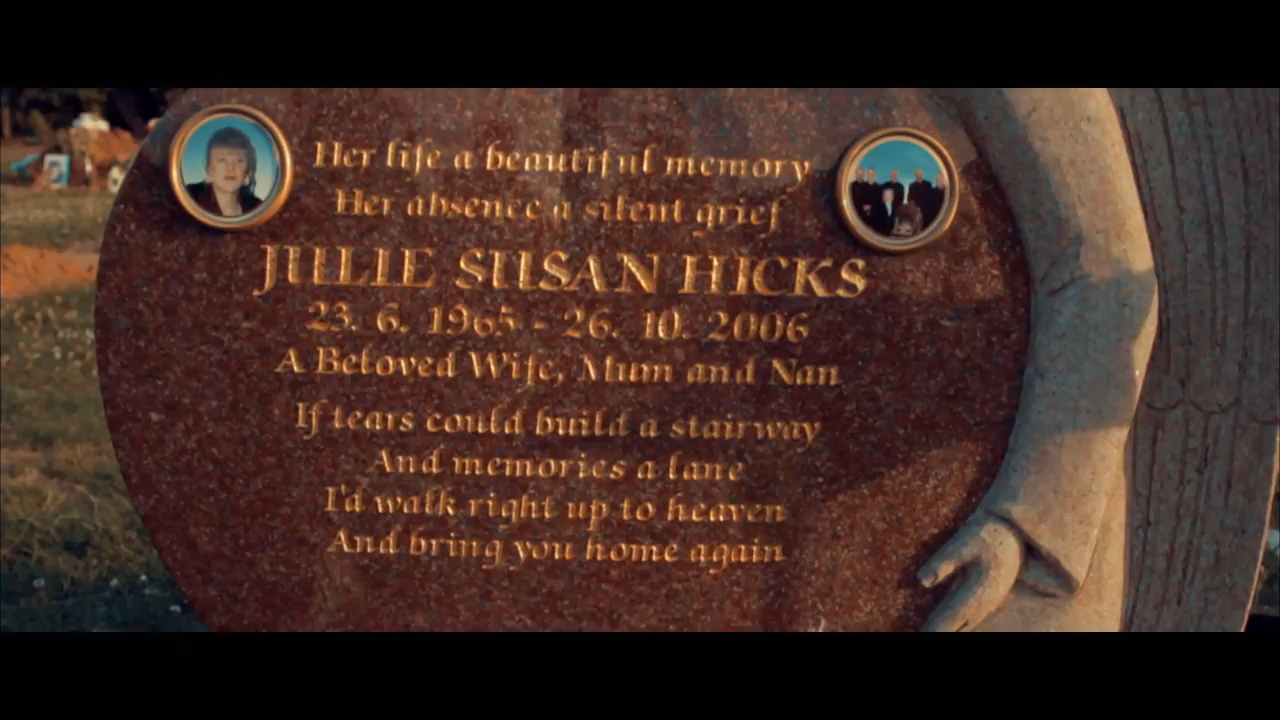 Her life a beautiful memory
Her absence a silent grief
JULIE SUSAN HICKS
23. 6. 1965 - 26. 10. 2006
A Beloved Wife, Mum and Nan
If tears could build a stairway
And memories a lane
I'd walk right up to heaven
And bring you home again